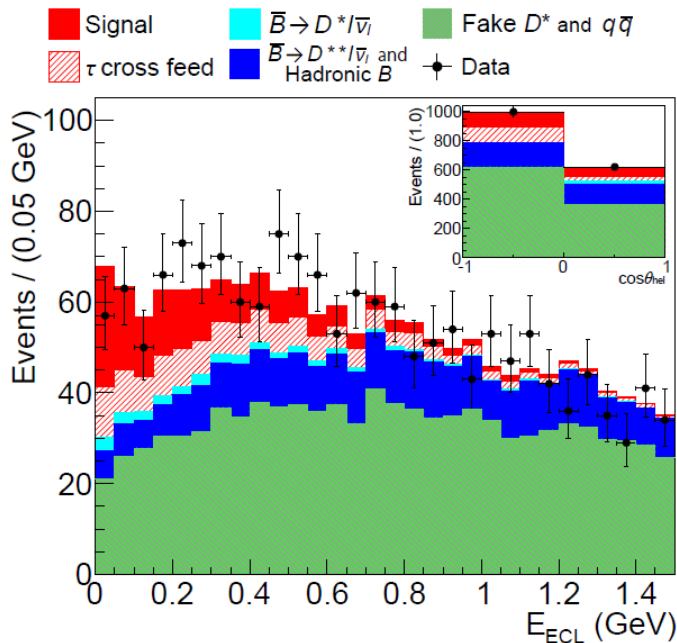 Signal
B̅→ D*lν̅ₗ
Fake D* and qq̅
τ cross feed
B̅→ D**lν̅ₗ and
Hadronic B
Data
Events / (0.05 GeV)
100
80
60
40
20
0
0 0.2 0.4 0.6 0.8 1 1.2 1.4
E_ECL (GeV)
Events / (1.0)
1000
800
600
400
200
0
-1 0 1
cosθ_hel